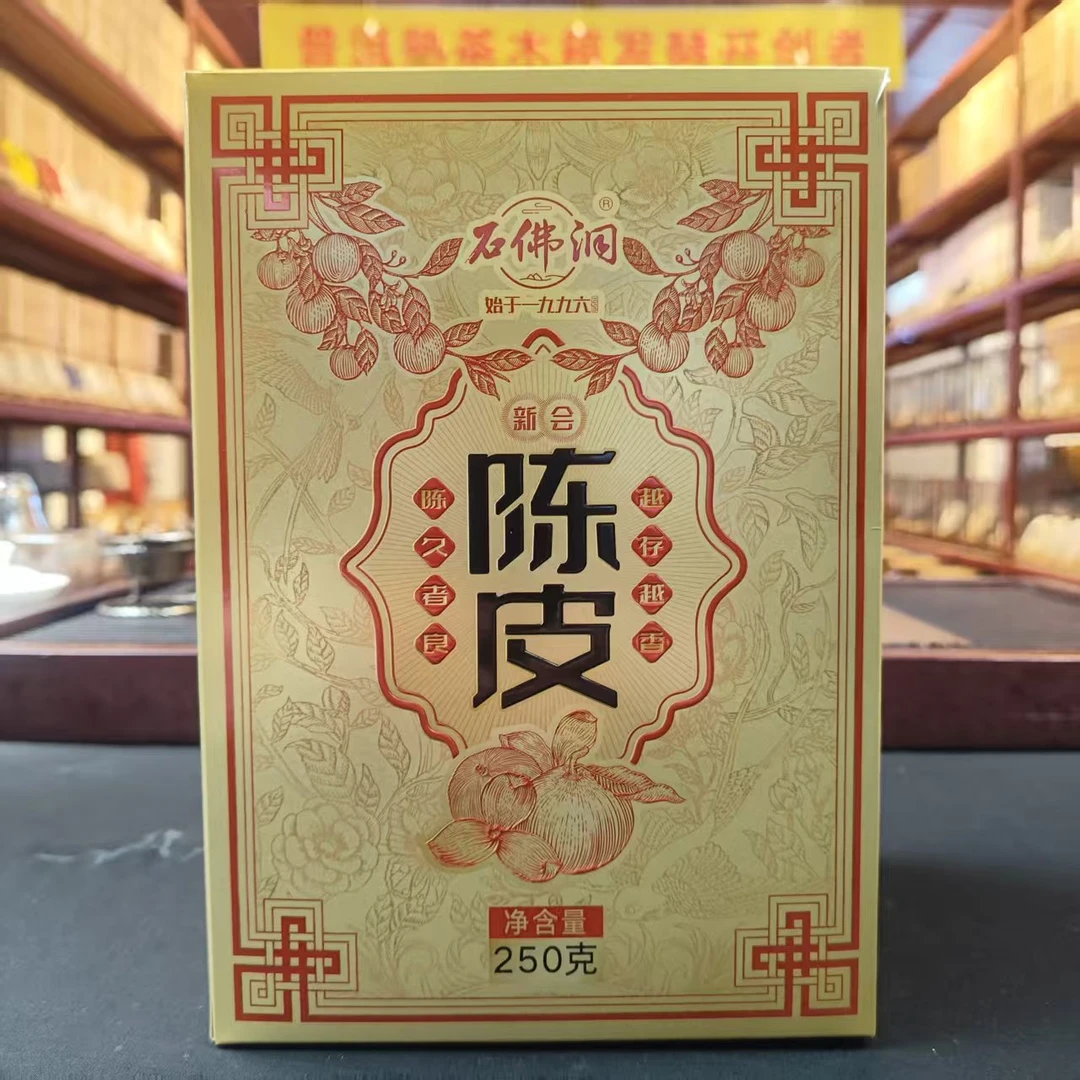 石佛洞®
始于一九九六
新会
陈皮
陈久者良
越存越香
净含量
250克